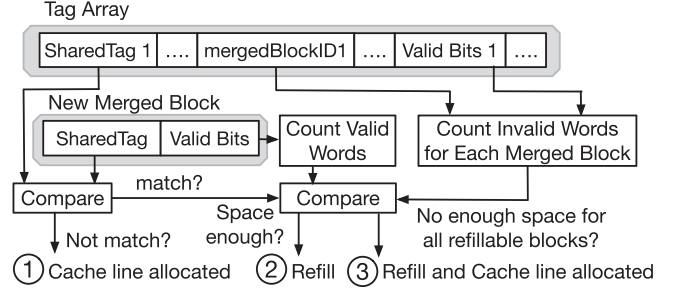 Tag Array
SharedTag 1 .... mergedBlockID1 .... Valid Bits 1 ....
New Merged Block
SharedTag Valid Bits
Count Valid
Words
Count Invalid Words
for Each Merged Block
Compare
match?
Compare
Space
enough?
No enough space for
all refillable blocks?
Not match?
1 Cache line allocated
2 Refill
3 Refill and Cache line allocated